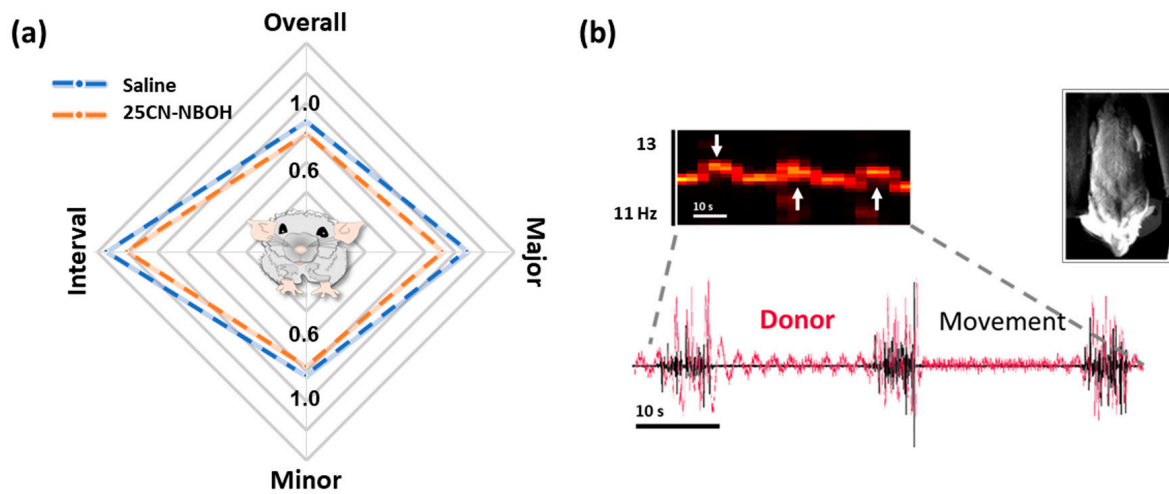 (a)
Overall
Saline
25CN-NBOH
1.0
0.6
Interval
Major
0.6
1.0
Minor
(b)
13
11 Hz
10 s
Donor
Movement
10 s